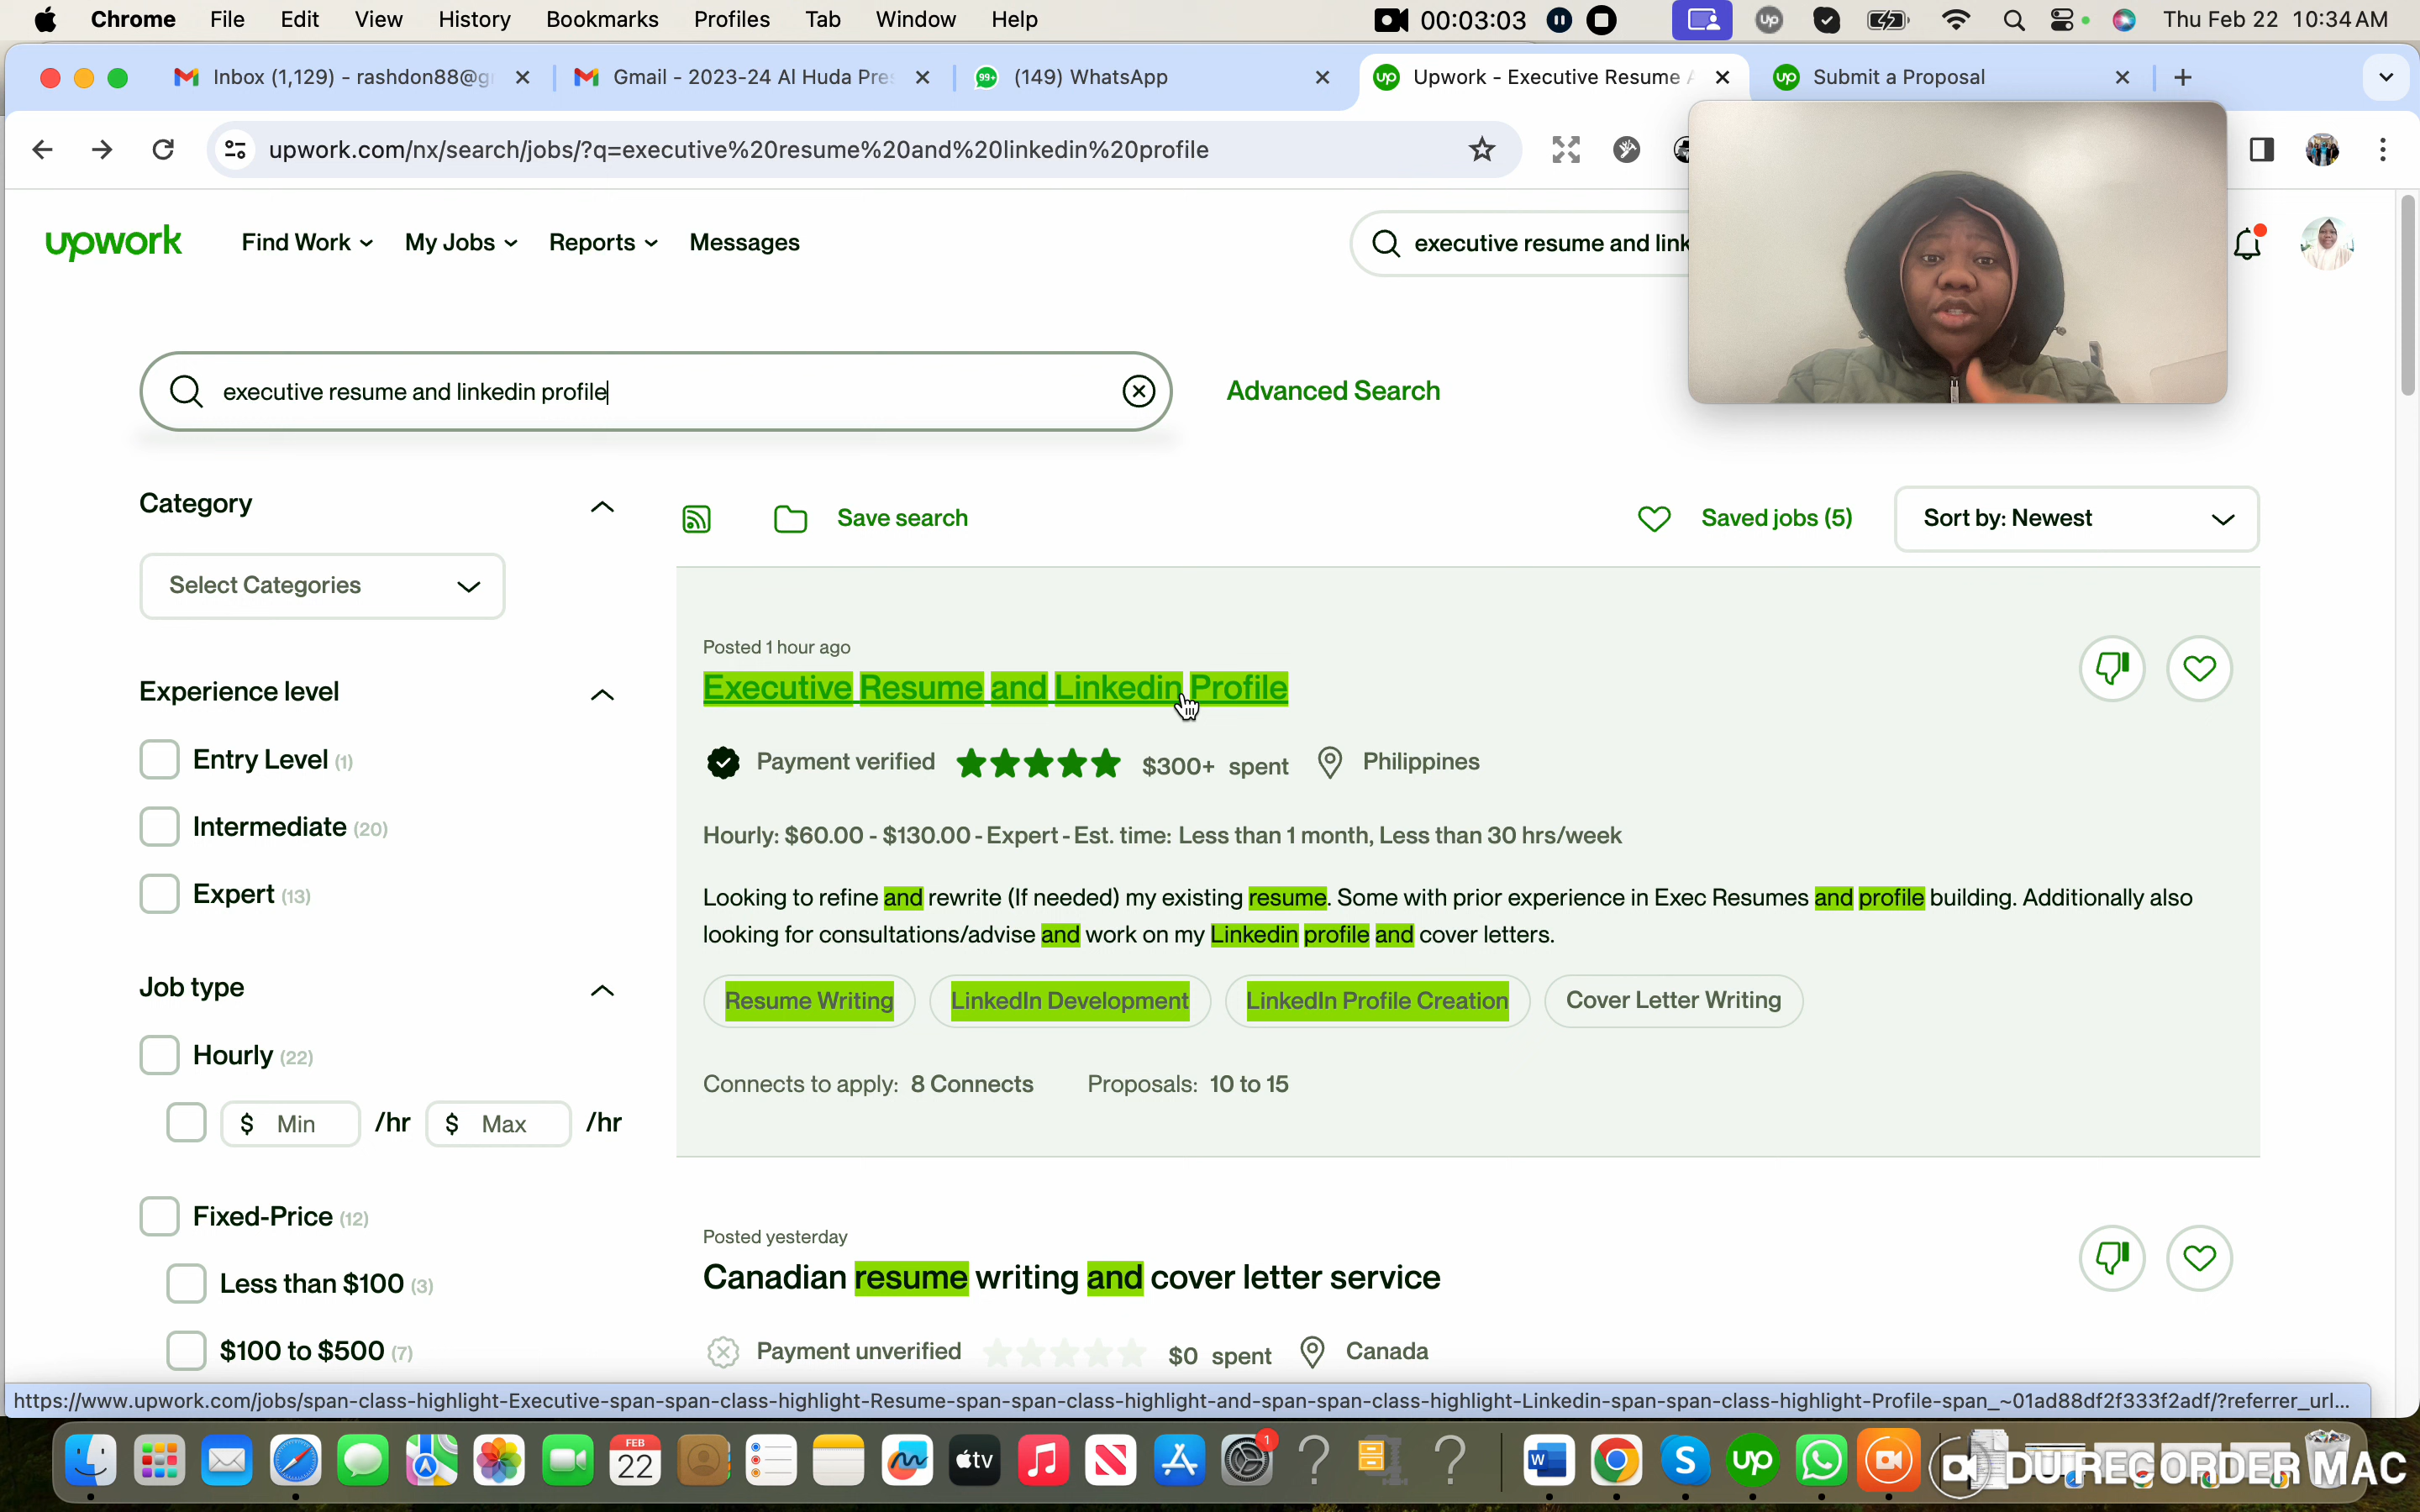 Chrome File Edit View History Bookmarks Profiles Tab Window Help 00:03:03 Thu Feb 22 10:34 AM
Inbox (1,129) - rashdon88@g Gmail - 2023-24 Al Huda Pre (149) WhatsApp Upwork - Executive Resume Submit a Proposal
upwork.com/nx/search/jobs/?q=executive%20resume%20and%20linkedin%20profile
upwork Find Work My Jobs Reports Messages executive resume and link
executive resume and linkedin profile Advanced Search
Category
Save search Saved jobs (5) Sort by: Newest
Select Categories
Posted 1 hour ago
Executive Resume and Linkedin Profile
Experience level
Payment verified $300+ spent Philippines
Entry Level (1)
Intermediate (20)
Hourly: $60.00 - $130.00 - Expert - Est. time: Less than 1 month, Less than 30 hrs/week
Expert (13)
Looking to refine and rewrite (If needed) my existing resume. Some with prior experience in Exec Resumes and profile building. Additionally also
looking for consultations/advise and work on my Linkedin profile and cover letters.
Job type
Resume Writing LinkedIn Development LinkedIn Profile Creation Cover Letter Writing
Hourly (22)
Connects to apply: 8 Connects Proposals: 10 to 15
$ Min /hr $ Max /hr
Fixed-Price (12)
Posted yesterday
Canadian resume writing and cover letter service
Less than $100 (3)
$100 to $500 (7)
Payment unverified $0 spent Canada
https://www.upwork.com/jobs/span-class-highlight-Executive-span-span-class-highlight-Resume-span-span-class-highlight-and-span-span-class-highlight-Linkedin-span-span-class-highlight-Profile-span_~01ad88df2f333f2adf/?referrer_url...
FEB
22
tv
1
W
S
up
DU RECORDER MAC